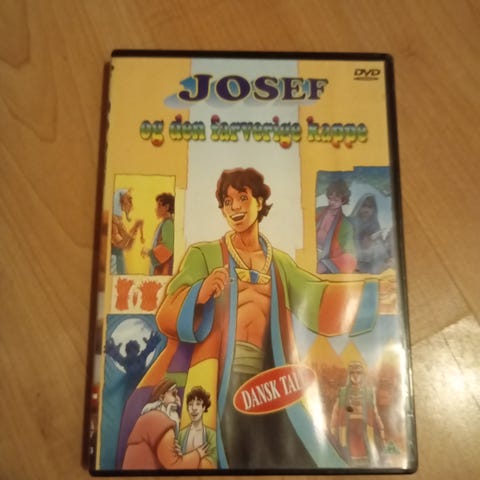 JOSEF
DVD
og den farverige kappe
DANSK TALE